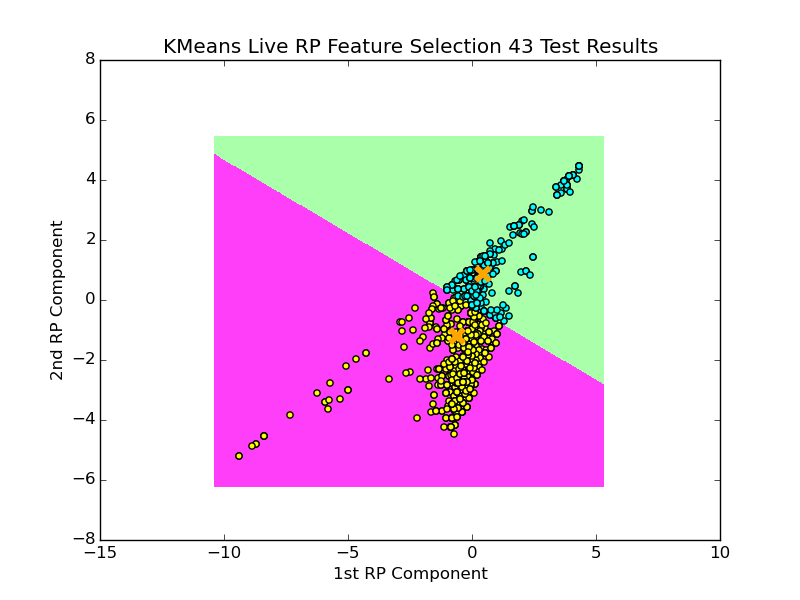 KMeans Live RP Feature Selection 43 Test Results
8
6
4
2
0
−2
−4
−6
−8
2nd RP Component
−15 −10 −5 0 5 10
1st RP Component